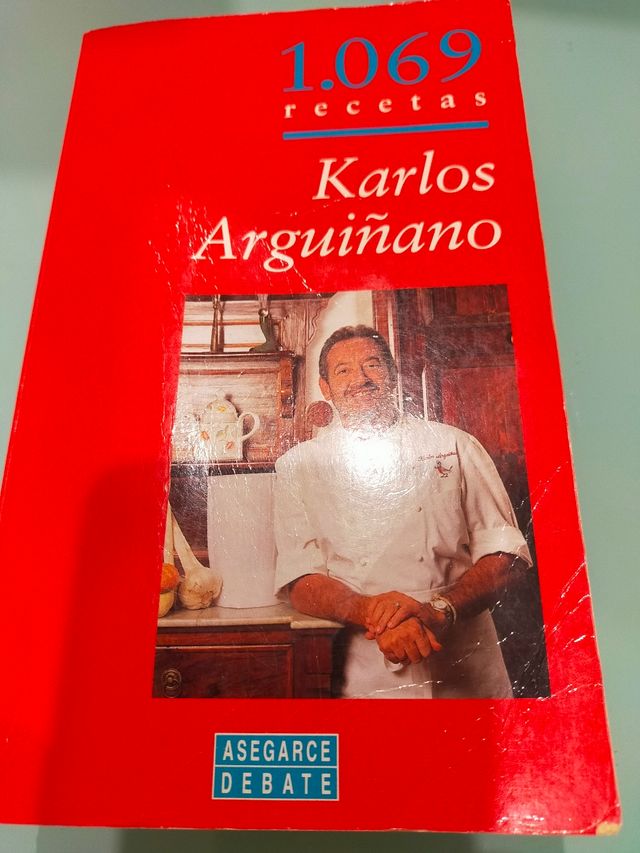 1.069
recetas
Karlos
Arguiñano
ASEGARCE
DEBATE